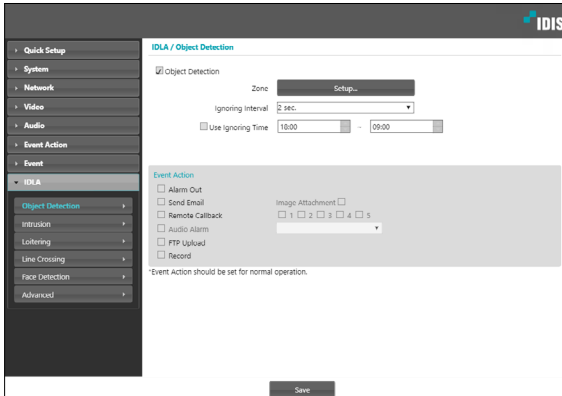 IDIS
Quick Setup
System
Network
Video
Audio
Event Action
Event
IDLA
Object Detection
Intrusion
Loitering
Line Crossing
Face Detection
Advanced
IDLA / Object Detection
Object Detection
Zone Setup...
Ignoring Interval 2 sec.
Use Ignoring Time 18:00 ... ~ 09:00 ...
Event Action
Alarm Out
Send Email Image Attachment
Remote Callback 1 2 3 4 5
Audio Alarm
FTP Upload
Record
*Event Action should be set for normal operation.
Save